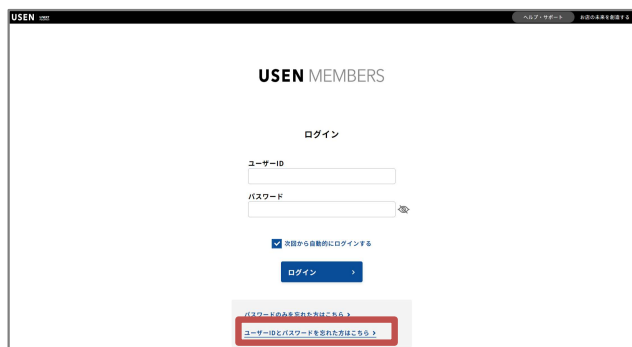 USEN
ヘルプ・サポート
お店の未来を創造する
USEN MEMBERS
ログイン
ユーザーID
パスワード
次回から自動的にログインする
ログイン
パスワードのみを忘れた方はこちら
ユーザーIDとパスワードを忘れた方はこちら